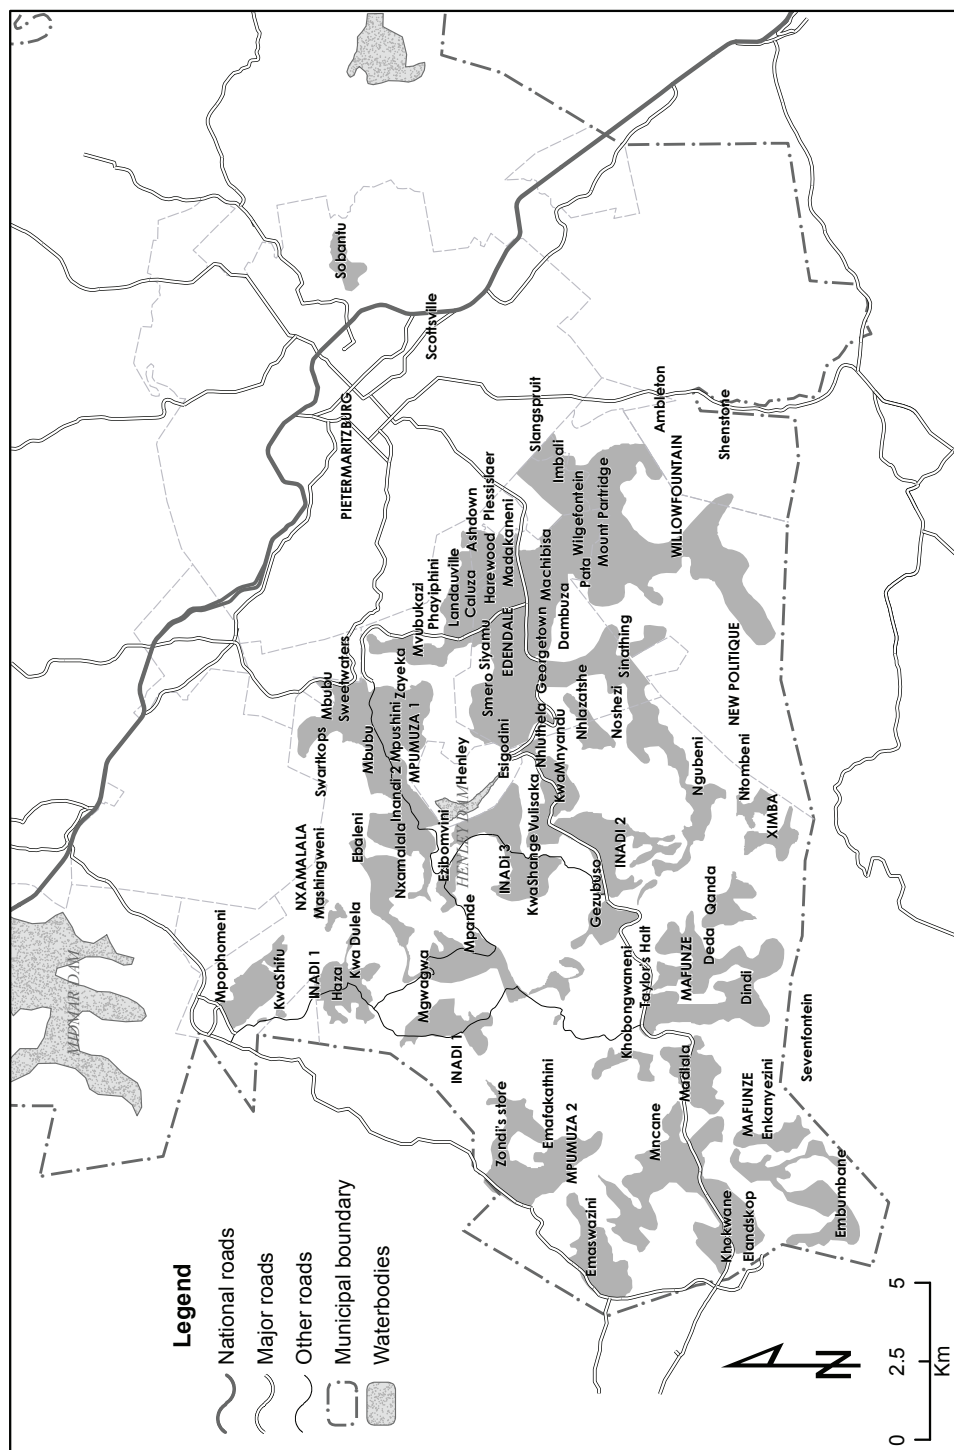 MIDMAR DAM
Mpophomeni
KwaShifu
INADI 1
Haza
Kwa Dulela
NXAMALALA
Mashingweni
Ebaleni
Swartkops
Mbubu
Sweetwaters
Mbubu
Inandi 2
Mpushini
Zayeka
MPUMUZA 1
Nxamalala
Ezibomvini
HENLEY DAM
Henley
Mvubukazi
Phayiphini
Landauville
Caluza
Ashdown
Harewood
Plessislaer
Madakaneni
Smero
Siyamu
EDENDALE
Esigodini
PIETERMARITZBURG
Sobantu
Scottsville
Slangspruit
Imbali
Wilgefontein
Pata
Mount Partridge
Machibisa
Dambuza
Georgetown
Nhluthela
KwaMnyandu
Nhlazatshe
Sinathing
Noshezi
Ambleton
WILLOWFOUNTAIN
Shenstone
NEW POLITIQUE
Ngubeni
Ntombeni
XIMBA
INADI 2
Vulisaka
KwaShange
INADi 3
Gezubuso
Mpande
Mgwagwa
INADI 1
Khobongwaneni
Taylor's Halt
MAFUNZE
Deda
Qanda
Dindi
Sevenfontein
Zondi's store
Emafakathini
MPUMUZA 2
Emaswazini
Mncane
Madlala
MAFUNZE
Enkanyezini
Khokwane
Elandskop
Embumbane
Legend
National roads
Major roads
Other roads
Municipal boundary
Waterbodies
N
0 2.5 5
Km